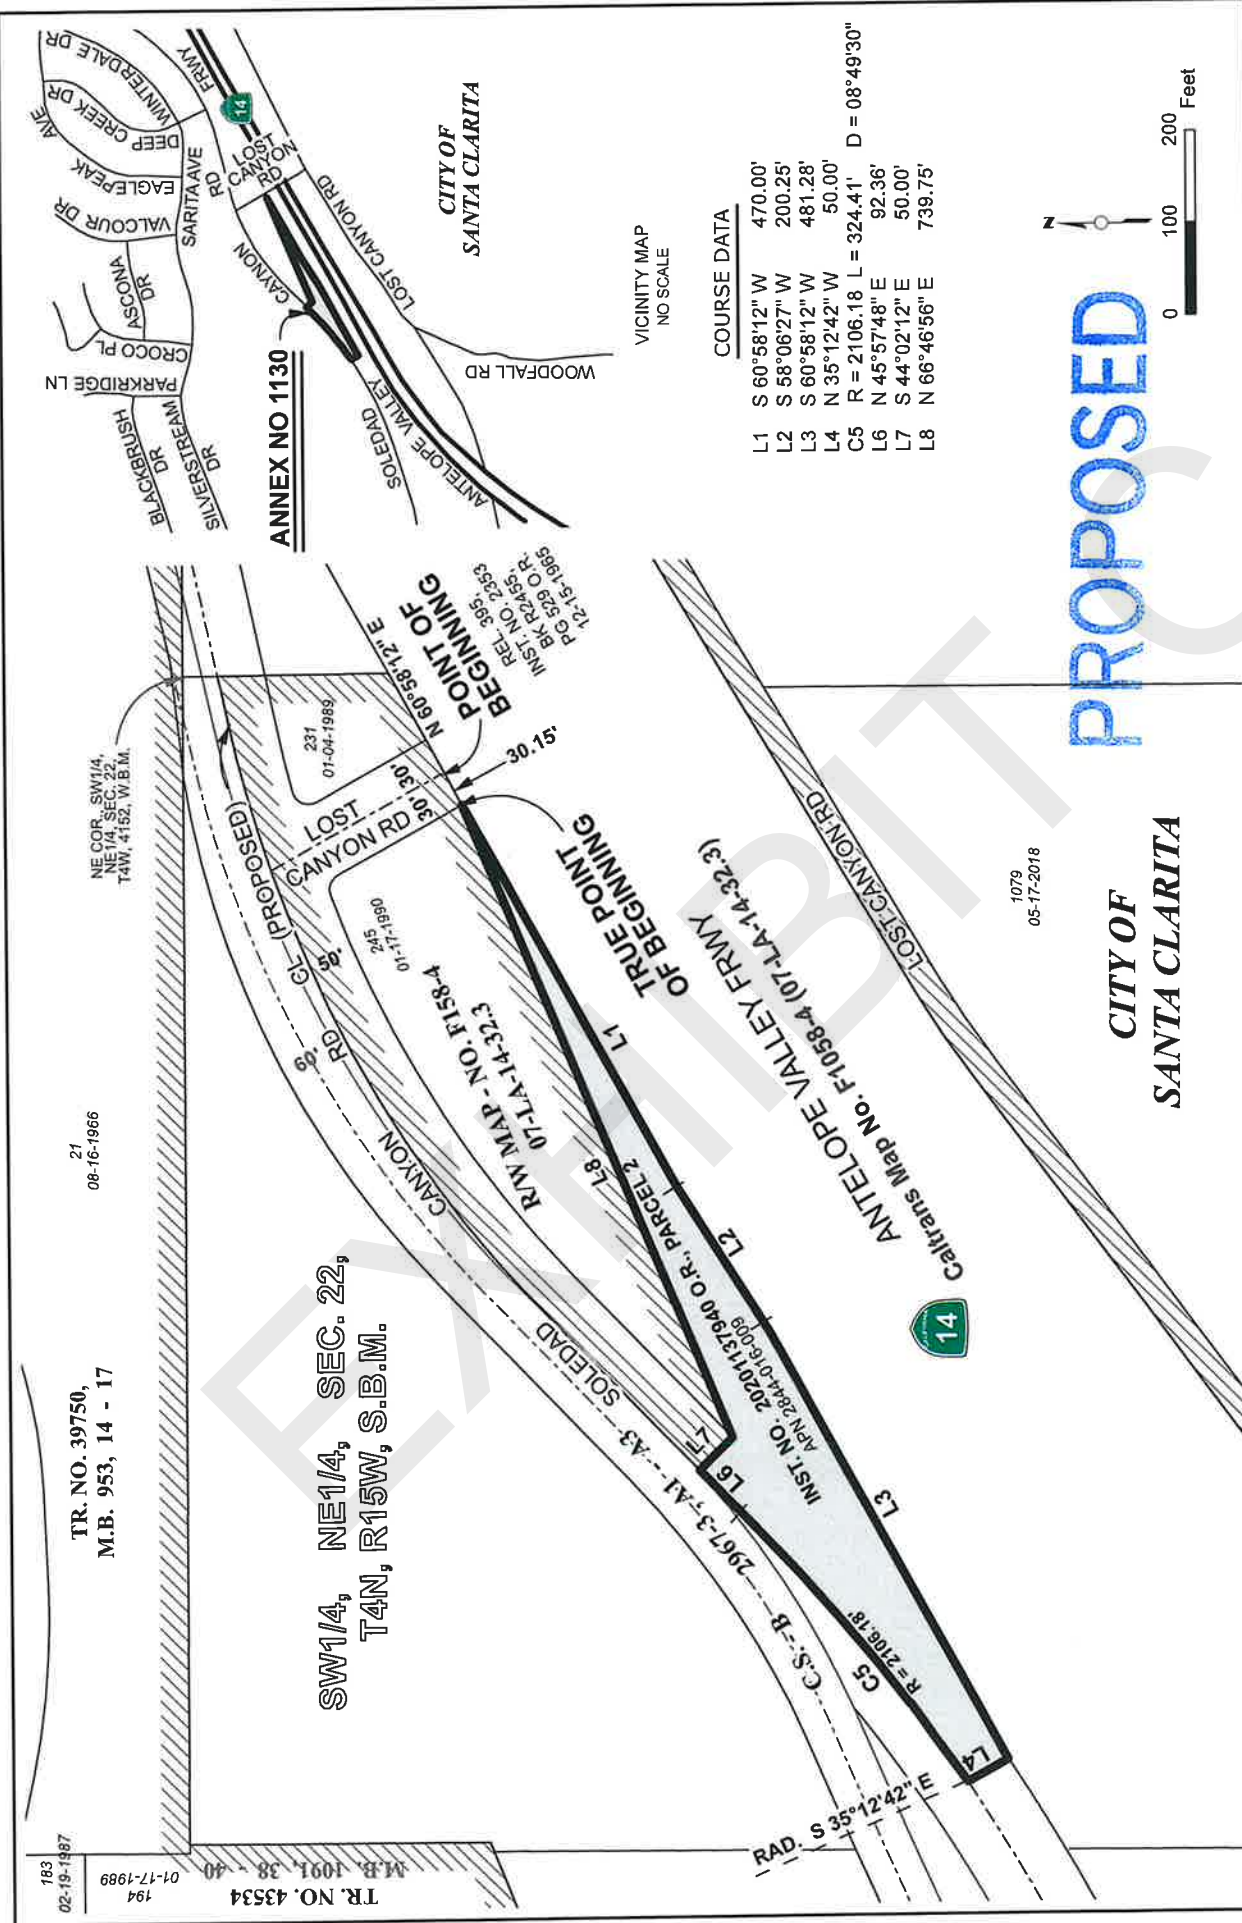 183
02-19-1987
194
01-17-1989
TR. NO. 43534
M.B. 1091, 38 - 40
TR. NO. 39750,
M.B. 953, 14 - 17
21
08-16-1966
NE COR., SW1/4,
NE1/4, SEC. 22,
T4W, 4152, W.B.M.
SW1/4, NE1/4, SEC. 22,
T4N, R15W, S.B.M.
60'
50'
CL (PROPOSED)
SOLEDAD
CANYON
RD
C.S.-B 2967-3, A1 - A3
LOST
CANYON RD
30'
30'
231
01-04-1989
245
01-17-1990
R/W MAP - NO. F158-4
07-LA-14-32.3
N 60°58'12" E
POINT OF
BEGINNING
REL. 395,
INST. NO. 2353
BK R2455,
PG 529 O.R.
12-15-1965
30.15'
TRUE POINT
OF BEGINNING
L1
L2
L3
L4
C5
R = 2106.18'
L6
L7
L8
INST. NO. 20201137940 O.R., PARCEL 2
APN 2844-016-009
RAD. S 35°12'42" E
ANTELOPE VALLEY FRWY
Caltrans Map No. F1058-4 (07-LA-14-32.3)
CALIFORNIA
14
LOST CANYON RD
LOST CANYON RD
1079
05-17-2018
CITY OF
SANTA CLARITA
ANNEX NO 1130
BLACKBRUSH
DR
SILVERSTREAM
DR
PARKRIDGE LN
CROCO PL
ASCONA
DR
VALCOUR DR
EAGLEPEAK
AVE
DEEP CREEK DR
WINTERDALE DR
SARITA AVE
SOLEDAD
CAYNON
RD
LOST
CANYON
RD
ANTELOPE VALLEY
FRWY
14
LOST CANYON RD
WOODFALL RD
CITY OF
SANTA CLARITA
VICINITY MAP
NO SCALE
COURSE DATA
L1 S 60°58'12" W 470.00'
L2 S 58°06'27" W 200.25'
L3 S 60°58'12" W 481.28'
L4 N 35°12'42" W 50.00'
C5 R = 2106.18 L = 324.41' D = 08°49'30"
L6 N 45°57'48" E 92.36'
L7 S 44°02'12" E 50.00'
L8 N 66°46'56" E 739.75'
N
0 100 200
Feet
PROPOSED
EXHIBIT C